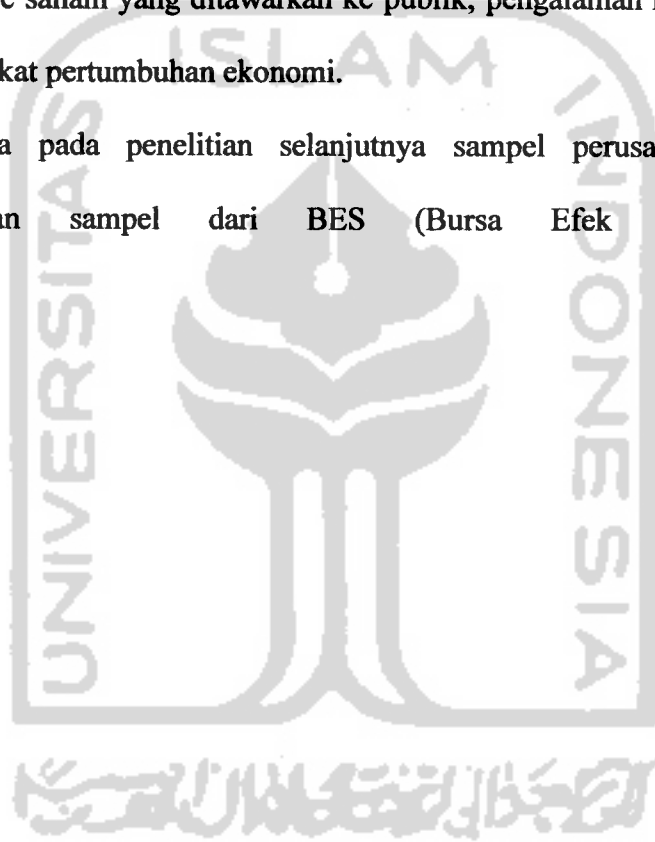 saham yang ditawarkan ke publik, pengalaman
kat pertumbuhan ekonomi.
a pada penelitian selanjutnya sampel perusa
an sampel dari BES (Bursa Efek
ISLAM
UNIVERSITAS
INDONESIA